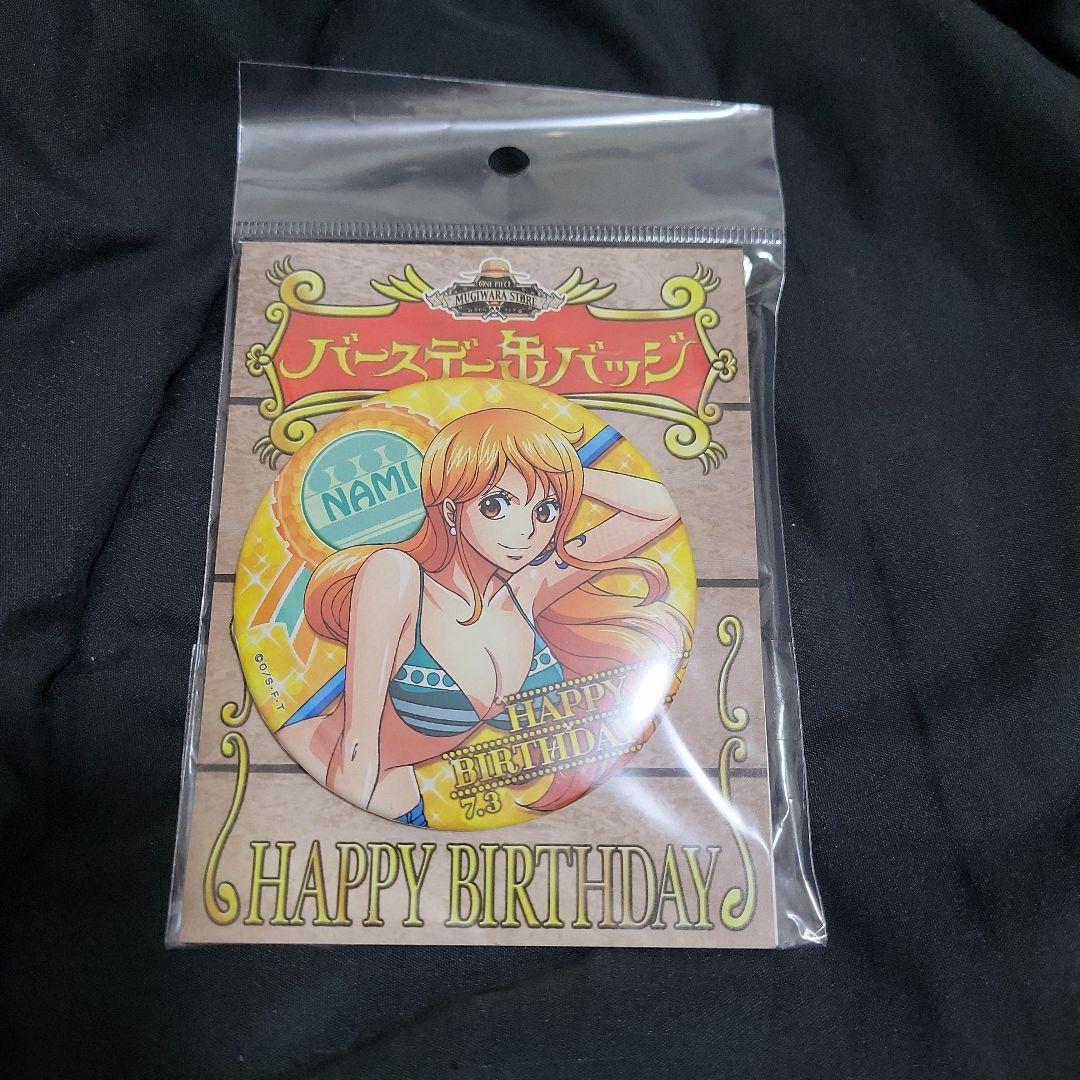 ONE PIECE
MUGIWARA STORE
バースデー缶バッジ
NAMI
©O/S・F・T
HAPPY
BIRTHDAY
7.3
HAPPY BIRTHDAY